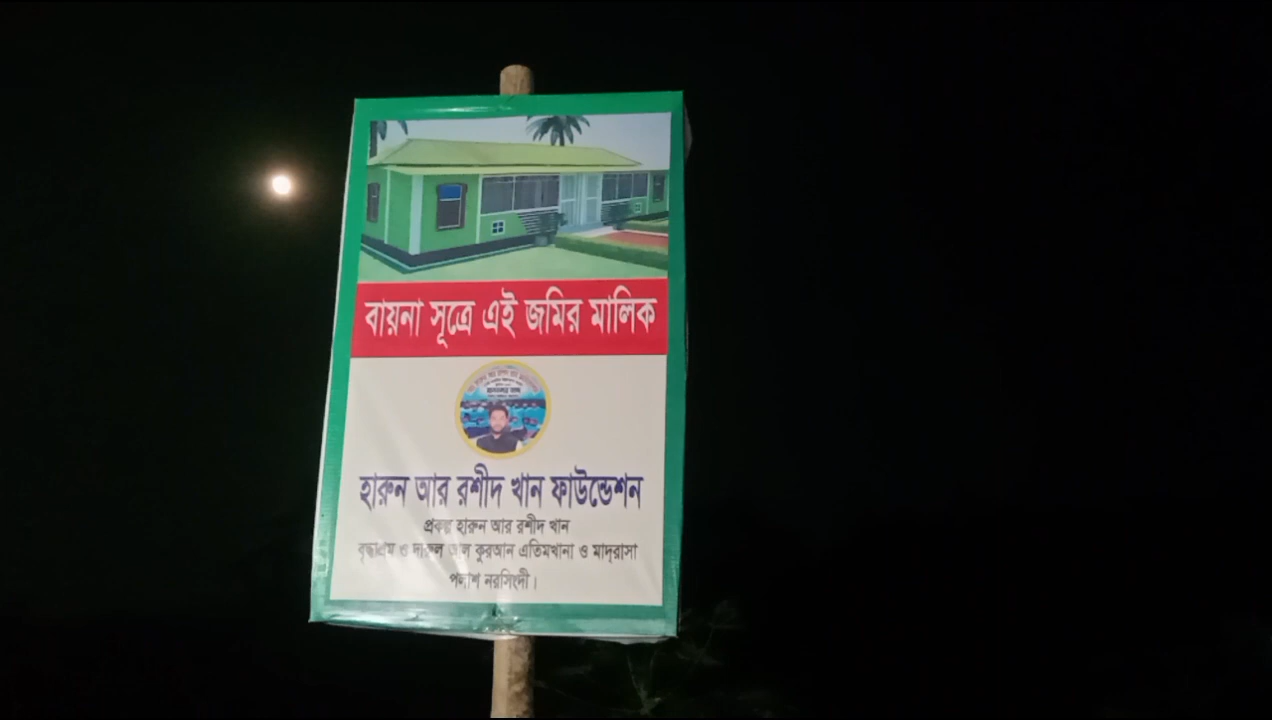 বায়না সূত্রে এই জমির মালিক
হারুন আর রশীদ খান ফাউন্ডেশন
প্রকল্প হারুন আর রশীদ খান
বৃদ্ধাশ্রম ও দারুল আল কুরআন এতিমখানা ও মাদ্রাসা
পলাশ নরসিংদী।